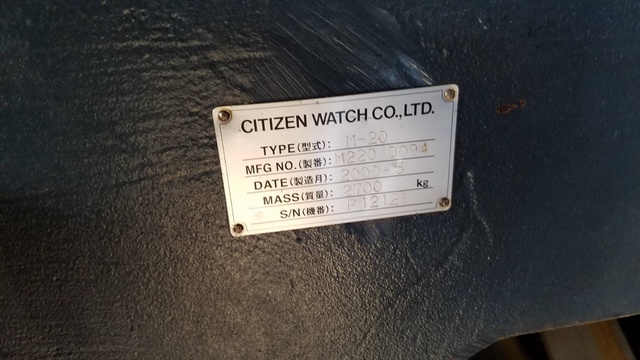 CITIZEN WATCH CO.,LTD.
TYPE(型式): M-20
MFG NO.(製番):
DATE(製造月): 2000-5
MASS(質量): 2700 kg
S/N(機番):